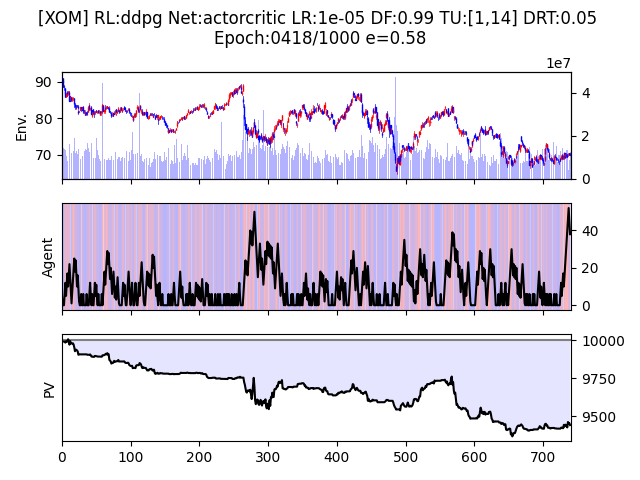 [XOM] RL:ddpg Net:actorcritic LR:1e-05 DF:0.99 TU:[1,14] DRT:0.05
Epoch:0418/1000 e=0.58
1e7
90
80
70
Env.
4
2
0
Agent
40
20
0
PV
10000
9750
9500
0 100 200 300 400 500 600 700